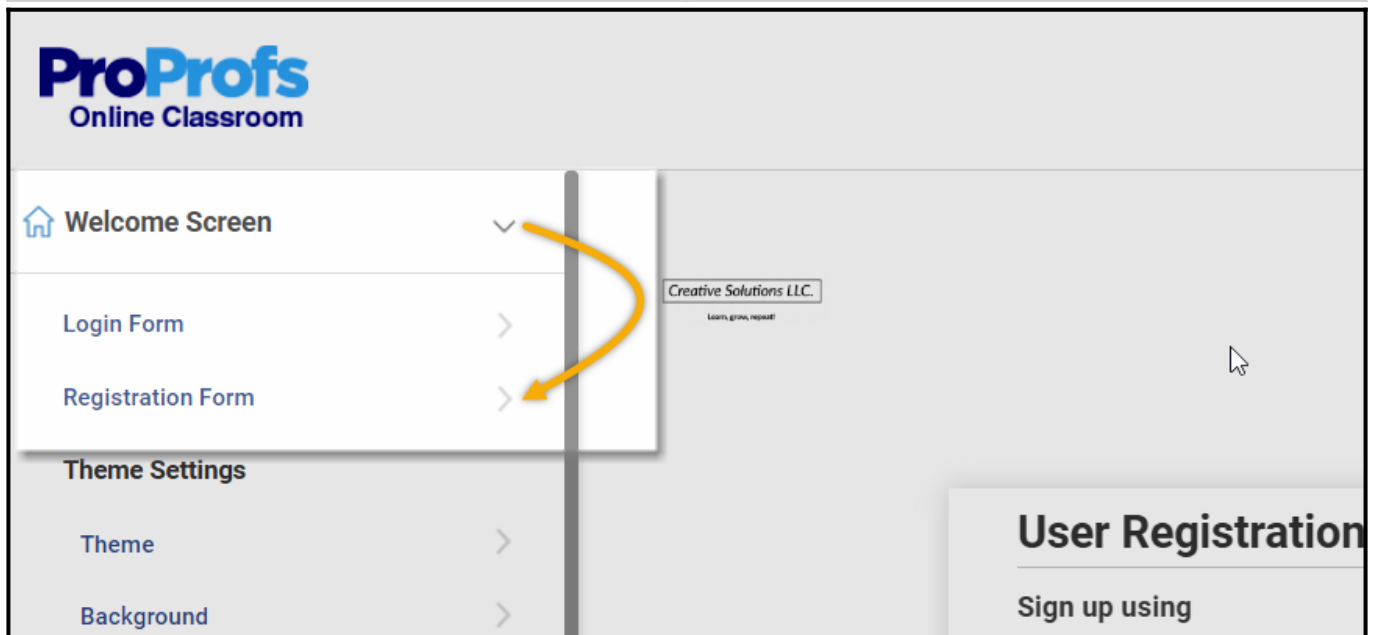 ProProfs
Online Classroom
Welcome Screen
Login Form
Registration Form
Theme Settings
Theme
Background
Creative Solutions LLC.
Learn, grow, repeat!
User Registration
Sign up using